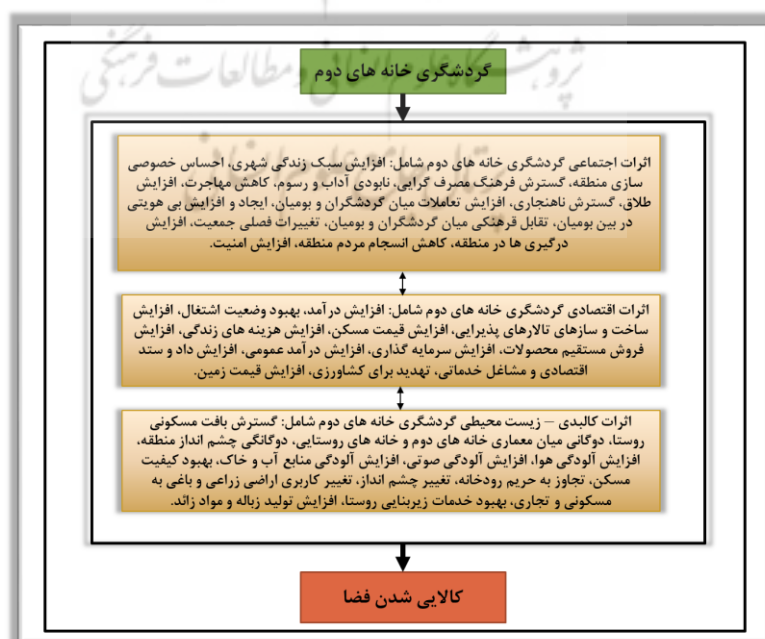 پژوهشگاه علوم انسانی و مطالعات فرهنگی
گردشگری خانه های دوم
پرتال جامع علوم انسانی
اثرات اجتماعی گردشگری خانه های دوم شامل: افزایش سبک زندگی شهری، احساس خصوصی
سازی منطقه، گسترش فرهنگ مصرف گرایی، نابودی آداب و رسوم، کاهش مهاجرت، افزایش
طلاق، گسترش ناهنجاری، افزایش تعاملات میان گردشگران و بومیان، ایجاد و افزایش بی هویتی
در بین بومیان، تقابل فرهنگی میان گردشگران و بومیان، تغییرات فصلی جمعیت، افزایش
درگیری ها در منطقه، کاهش انسجام مردم منطقه، افزایش امنیت.
اثرات اقتصادی گردشگری خانه های دوم شامل: افزایش درآمد، بهبود وضعیت اشتغال، افزایش
ساخت و سازهای تالارهای پذیرایی، افزایش قیمت مسکن، افزایش هزینه های زندگی، افزایش
فروش مستقیم محصولات، افزایش سرمایه گذاری، افزایش درآمد عمومی، افزایش داد و ستد
اقتصادی و مشاغل خدماتی، تهدید برای کشاورزی، افزایش قیمت زمین.
اثرات کالبدی – زیست محیطی گردشگری خانه های دوم شامل: گسترش بافت مسکونی
روستا، دوگانی میان معماری خانه های دوم و خانه های روستایی، دوگانگی چشم انداز منطقه،
افزایش آلودگی هوا، افزایش آلودگی صوتی، افزایش آلودگی منابع آب و خاک، بهبود کیفیت
مسکن، تجاوز به حریم رودخانه، تغییر چشم انداز، تغییر کاربری اراضی زراعی و باغی به
مسکونی و تجاری، بهبود خدمات زیربنایی روستا، افزایش تولید زباله و مواد زائد.
کالایی شدن فضا